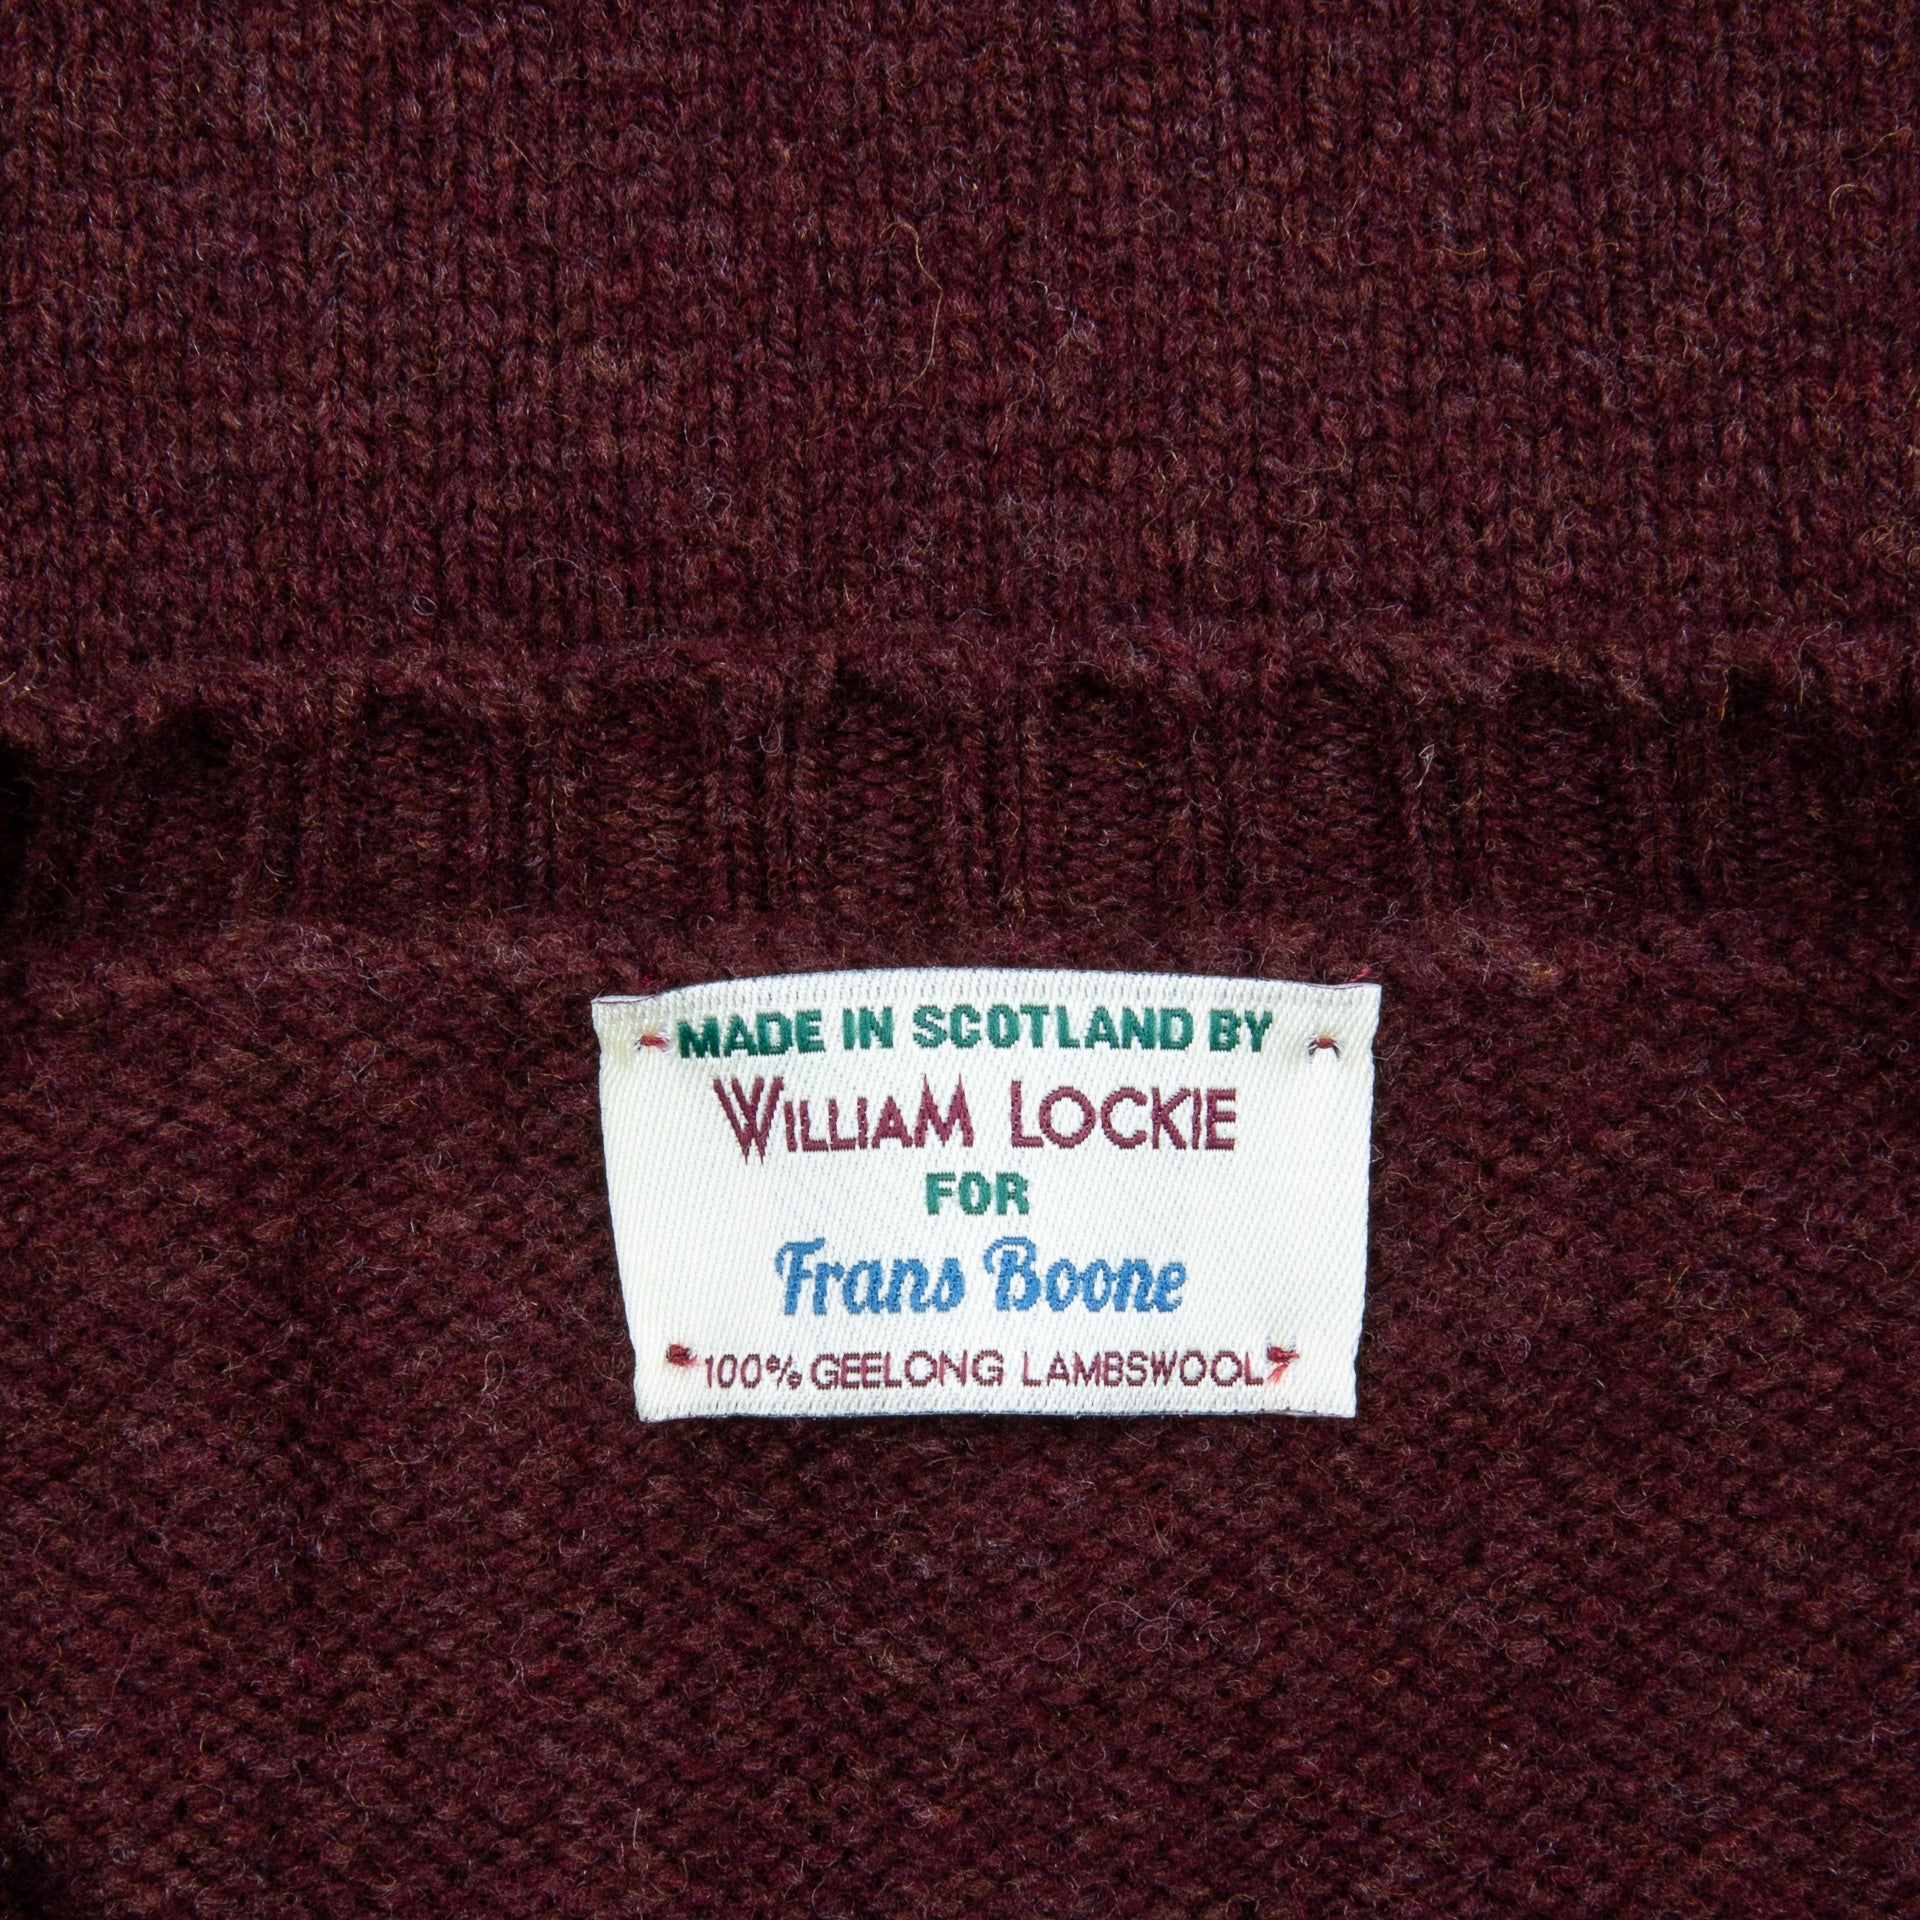 MADE IN SCOTLAND BY
WILLIAM LOCKIE
FOR
Frans Boone
100% GEELONG LAMBSWOOL